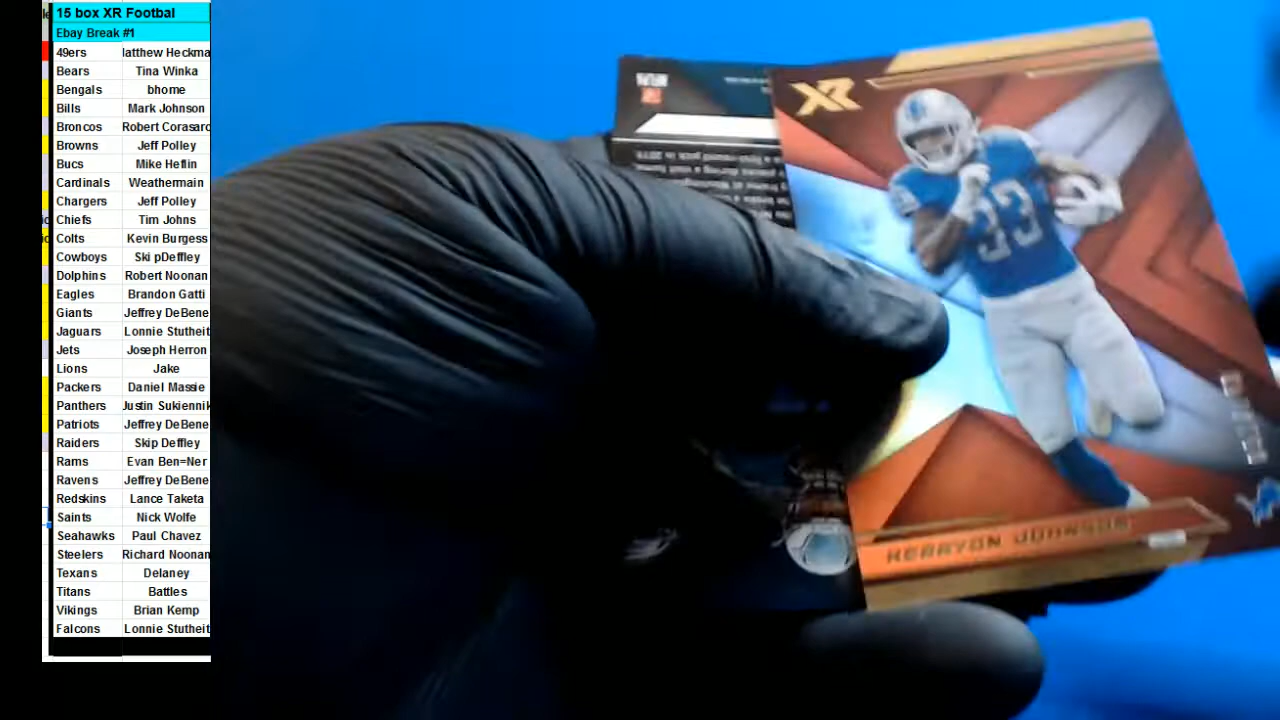 15 box XR Footbal
Ebay Break #1
49ers latthew Heckma
Bears Tina Winka
Bengals bhome
Bills Mark Johnson
Broncos Robert Corasaro
Browns Jeff Polley
Bucs Mike Heflin
Cardinals Weathermain
Chargers Jeff Polley
Chiefs Tim Johns
Colts Kevin Burgess
Cowboys Ski pDeffley
Dolphins Robert Noonan
Eagles Brandon Gatti
Giants Jeffrey DeBene
Jaguars Lonnie Stutheit
Jets Joseph Herron
Lions Jake
Packers Daniel Massie
Panthers Justin Sukiennik
Patriots Jeffrey DeBene
Raiders Skip Deffley
Rams Evan Ben=Ner
Ravens Jeffrey DeBene
Redskins Lance Taketa
Saints Nick Wolfe
Seahawks Paul Chavez
Steelers Richard Noonan
Texans Delaney
Titans Battles
Vikings Brian Kemp
Falcons Lonnie Stutheit
XR
33
KERRYON JOHNSON